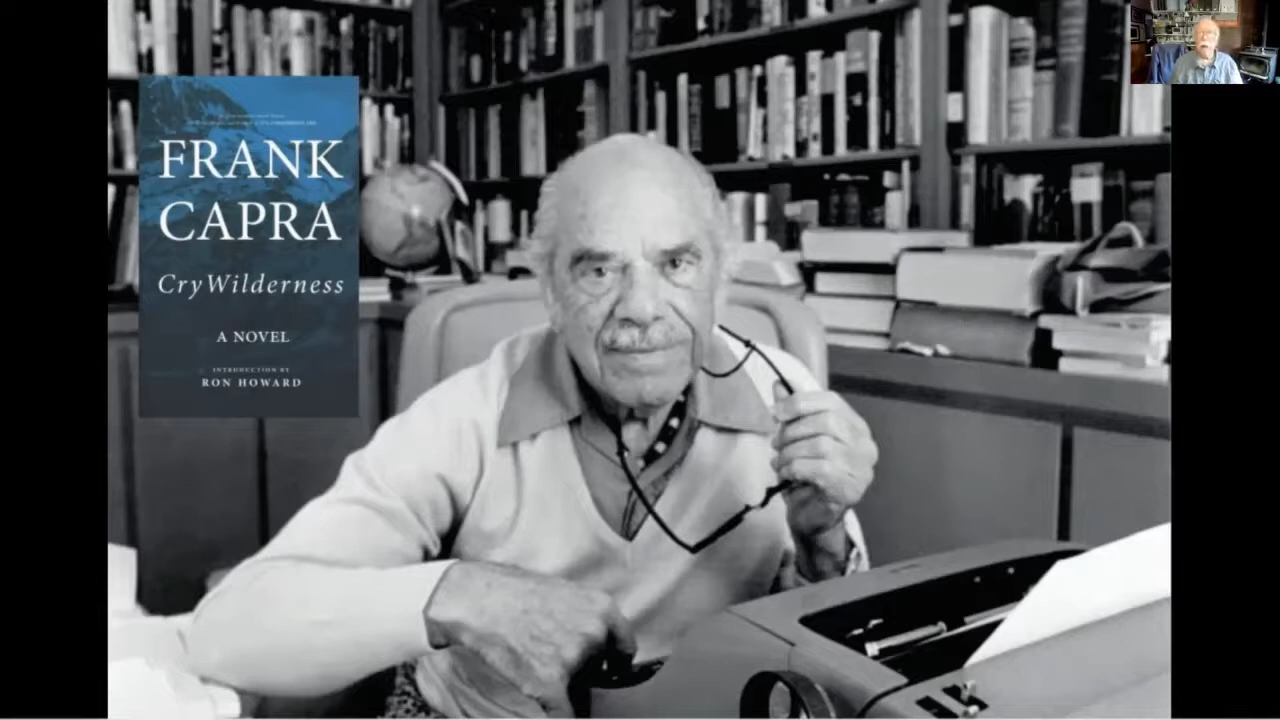 FRANK
CAPRA
Cry Wilderness
A NOVEL
INTRODUCTION BY
RON HOWARD